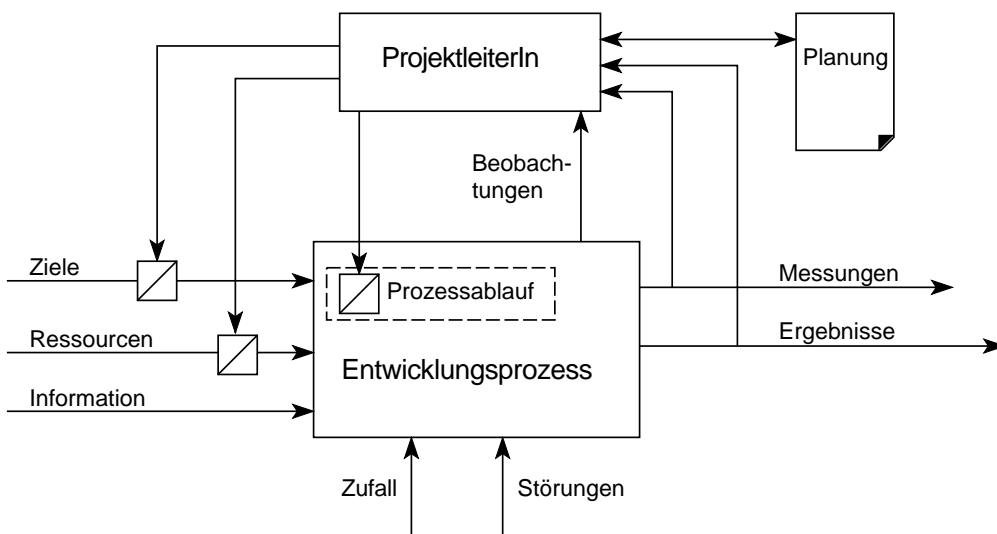 ProjektleiterIn
Planung
Beobach-
tungen
Ziele
Prozessablauf
Messungen
Ressourcen
Ergebnisse
Entwicklungsprozess
Information
Zufall
Störungen